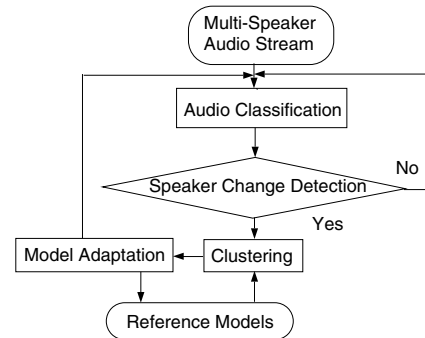 Multi-Speaker
Audio Stream
Audio Classification
No
Speaker Change Detection
Yes
Model Adaptation
Clustering
Reference Models